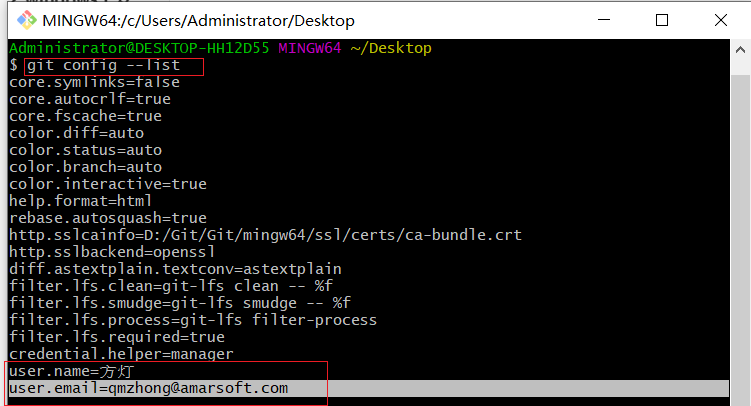 MINGW64:/c/Users/Administrator/Desktop
Administrator@DESKTOP-HH12D55 MINGW64 ~/Desktop
$ git config --list
core.symlinks=false
core.autocrlf=true
core.fscache=true
color.diff=auto
color.status=auto
color.branch=auto
color.interactive=true
help.format=html
rebase.autosquash=true
http.sslcainfo=D:/Git/Git/mingw64/ssl/certs/ca-bundle.crt
http.sslbackend=openssl
diff.astextplain.textconv=astextplain
filter.lfs.clean=git-lfs clean -- %f
filter.lfs.smudge=git-lfs smudge -- %f
filter.lfs.process=git-lfs filter-process
filter.lfs.required=true
credential.helper=manager
user.name=方灯
user.email=qmzhong@amarsoft.com